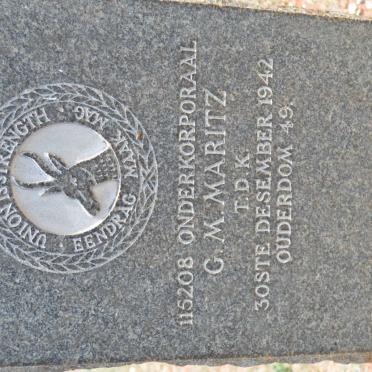 UNION IS STRENGTH · EENDRAG MAAK MAG ·
115208 ONDERKORPORAAL
G. M. MARITZ
T.D.K.
30STE DESEMBER 1942
OUDERDOM 49.